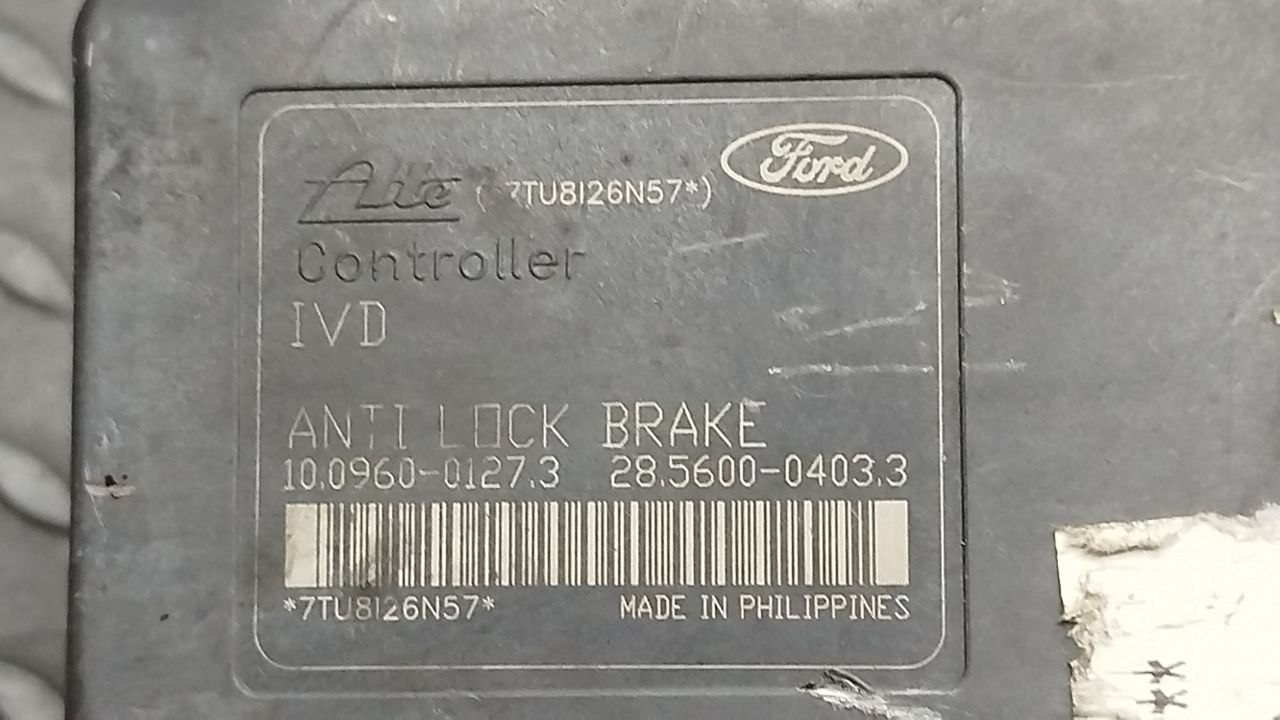 Ate (*7TU8I26N57*) Ford
Controller
IVD
ANTI LOCK BRAKE
10.0960-0127.3 28.5600-0403.3
*7TU8I26N57* MADE IN PHILIPPINES